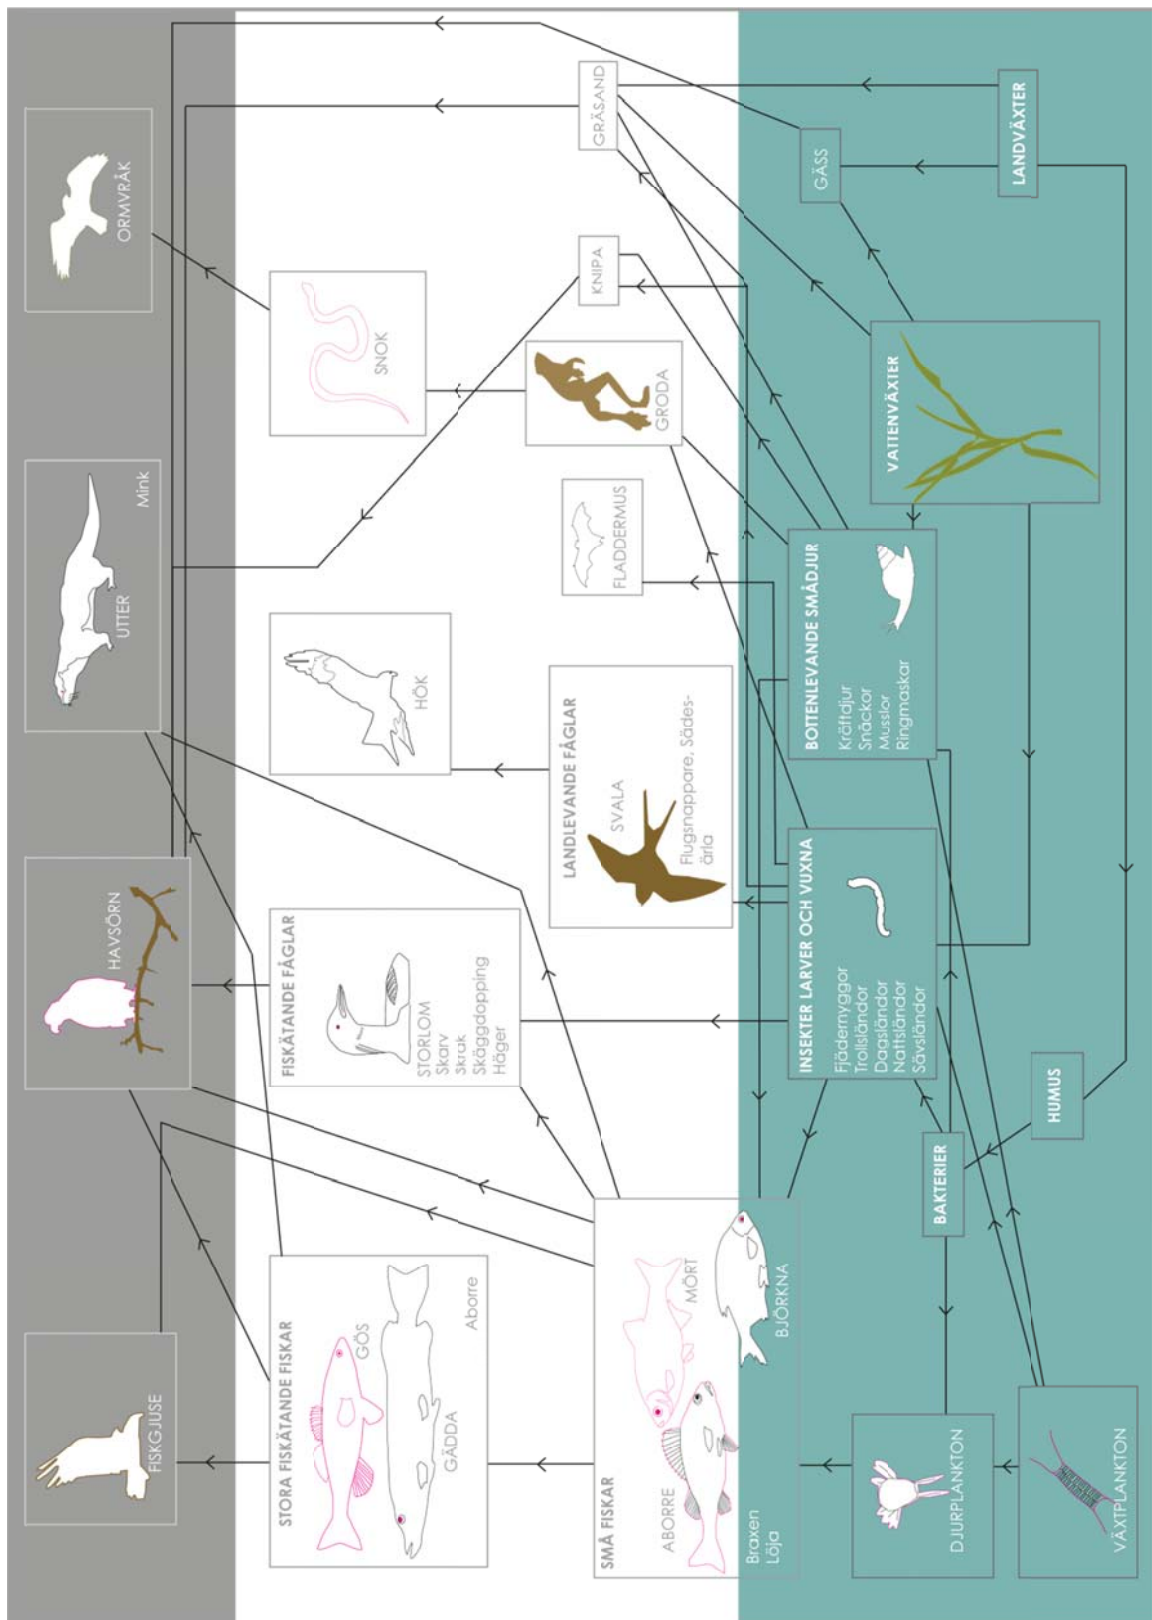 FISKGJUSE
HAVSÖRN
UTTER
Mink
ORMVRÅK
STORA FISKÄTANDE FISKAR
GÖS
GÄDDA
Aborre
FISKÄTANDE FÅGLAR
STORLOM
Skarv
Skruk
Skäggdopping
Häger
HÖK
SNOK
LANDLEVANDE FÅGLAR
SVALA
Flugsnappare, Sädes-
ärla
FLADDERMUS
GRODA
KNIPA
GRÄSAND
SMÅ FISKAR
ABORRE
MÖRT
BJÖRKNA
Braxen
Löja
INSEKTER LARVER OCH VUXNA
Fjädernyggor
Trollsländor
Dagsländor
Nattsländor
Sävsländor
BOTTENLEVANDE SMÅDJUR
Kräftdjur
Snäckor
Musslor
Ringmaskar
VATTENVÄXTER
GÄSS
DJURPLANKTON
BAKTERIER
VÄXTPLANKTON
HUMUS
LANDVÄXTER